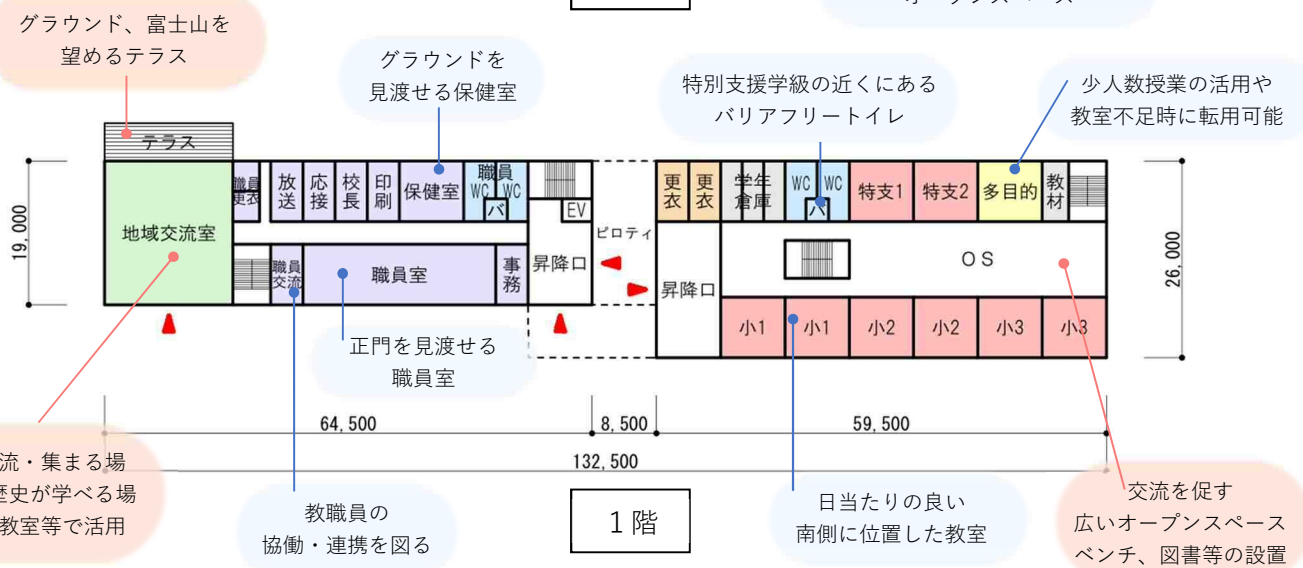 グラウンド、富士山を
望めるテラス
グラウンドを
見渡せる保健室
特別支援学級の近くにある
バリアフリートイレ
少人数授業の活用や
教室不足時に転用可能
テラス
地域交流室
職員
更衣
放送
応接
校長
印刷
保健室
職員
WC
WC
バ
EV
昇降口
職員
交流
職員室
事務
ピロティ
更衣
更衣
学年
倉庫
WC
WC
バ
特支1
特支2
多目的
教材
OS
昇降口
小1
小1
小2
小2
小3
小3
19,000
26,000
正門を見渡せる
職員室
64,500
8,500
59,500
132,500
流・集まる場
歴史が学べる場
教室等で活用
教職員の
協働・連携を図る
1階
日当たりの良い
南側に位置した教室
交流を促す
広いオープンスペース
ベンチ、図書等の設置